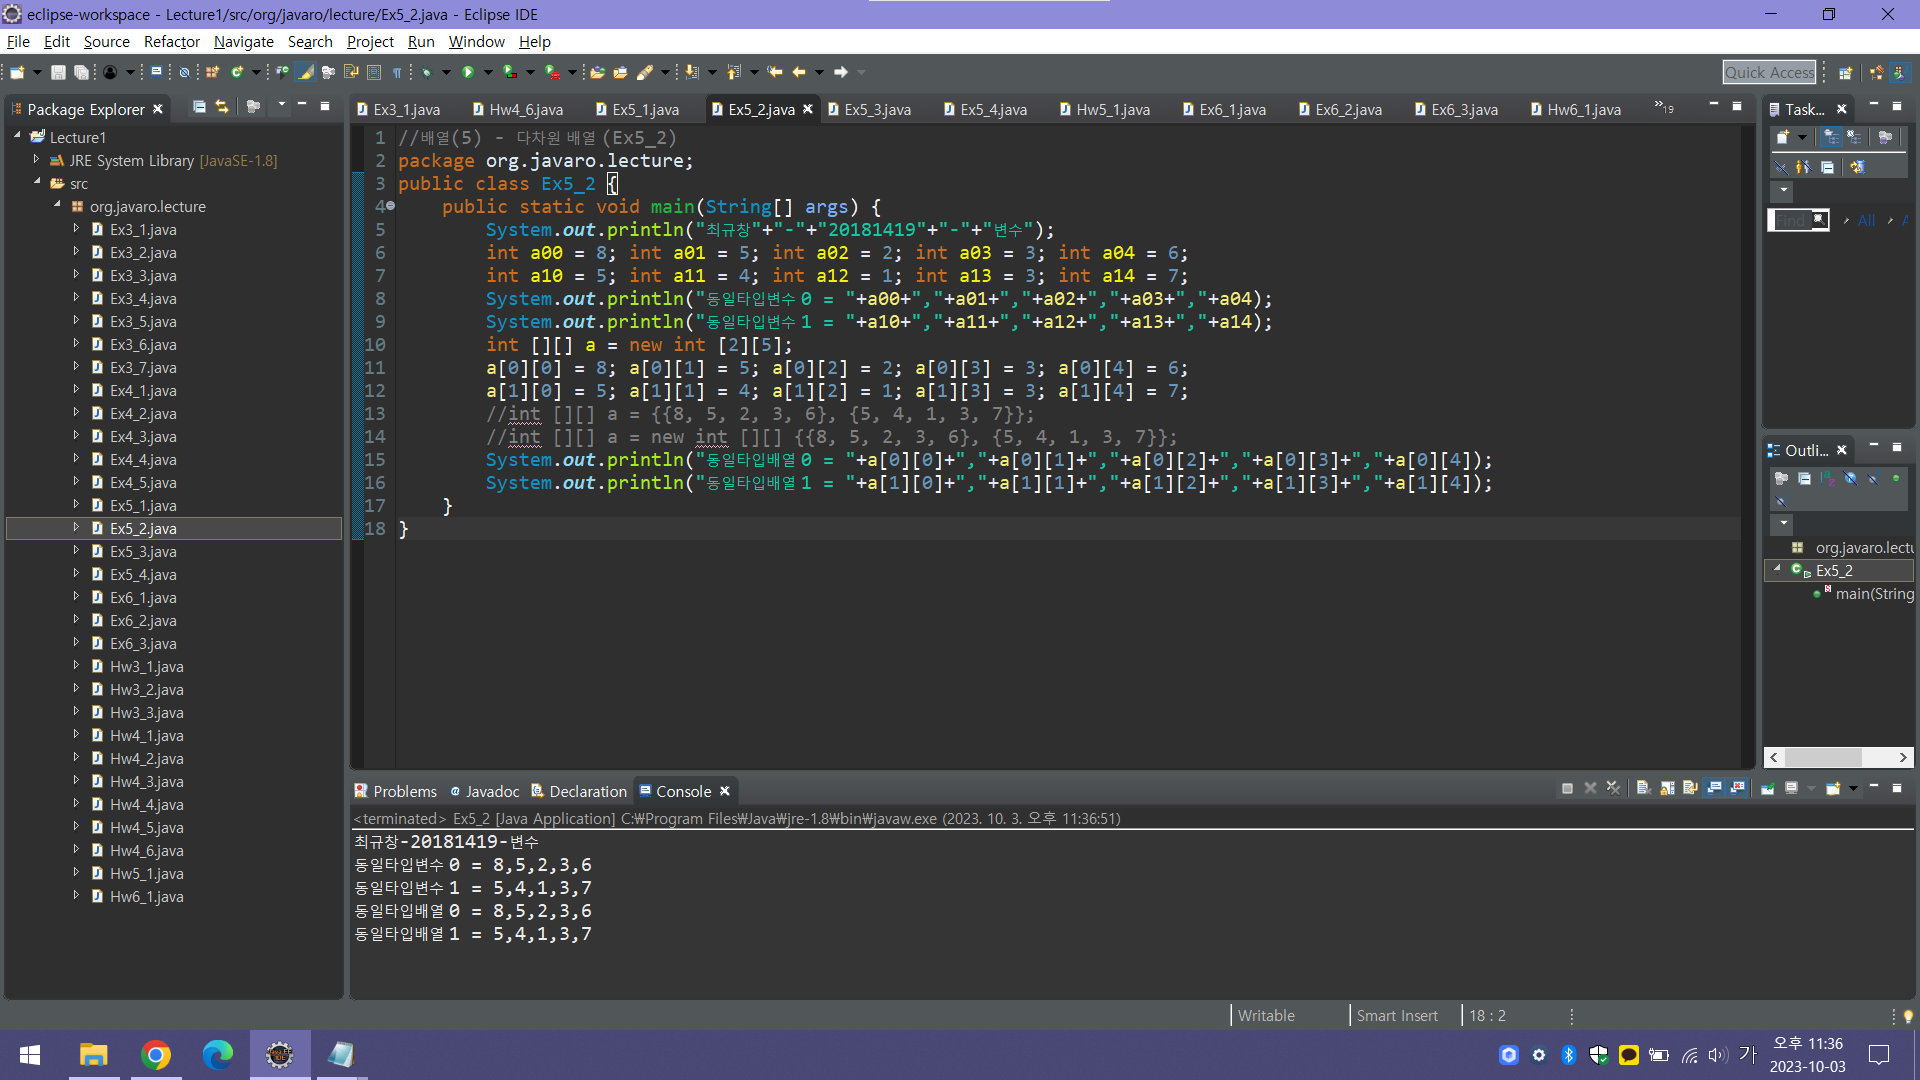 eclipse-workspace - Lecture1/src/org/javaro/lecture/Ex5_2.java - Eclipse IDE
File Edit Source Refactor Navigate Search Project Run Window Help
Quick Access
Package Explorer
Ex3_1.java Hw4_6.java Ex5_1.java Ex5_2.java Ex5_3.java Ex5_4.java Hw5_1.java Ex6_1.java Ex6_2.java Ex6_3.java Hw6_1.java »19
Task...
Lecture1
JRE System Library [JavaSE-1.8]
src
org.javaro.lecture
Ex3_1.java
Ex3_2.java
Ex3_3.java
Ex3_4.java
Ex3_5.java
Ex3_6.java
Ex3_7.java
Ex4_1.java
Ex4_2.java
Ex4_3.java
Ex4_4.java
Ex4_5.java
Ex5_1.java
Ex5_2.java
Ex5_3.java
Ex5_4.java
Ex6_1.java
Ex6_2.java
Ex6_3.java
Hw3_1.java
Hw3_2.java
Hw3_3.java
Hw4_1.java
Hw4_2.java
Hw4_3.java
Hw4_4.java
Hw4_5.java
Hw4_6.java
Hw5_1.java
Hw6_1.java
1 //배열(5) - 다차원 배열 (Ex5_2)
2 package org.javaro.lecture;
3 public class Ex5_2 {
4 public static void main(String[] args) {
5 System.out.println("최규창"+"-"+"20181419"+"-"+"변수");
6 int a00 = 8; int a01 = 5; int a02 = 2; int a03 = 3; int a04 = 6;
7 int a10 = 5; int a11 = 4; int a12 = 1; int a13 = 3; int a14 = 7;
8 System.out.println("동일타입변수 0 = "+a00+","+a01+","+a02+","+a03+","+a04);
9 System.out.println("동일타입변수 1 = "+a10+","+a11+","+a12+","+a13+","+a14);
10 int [][] a = new int [2][5];
11 a[0][0] = 8; a[0][1] = 5; a[0][2] = 2; a[0][3] = 3; a[0][4] = 6;
12 a[1][0] = 5; a[1][1] = 4; a[1][2] = 1; a[1][3] = 3; a[1][4] = 7;
13 //int [][] a = {{8, 5, 2, 3, 6}, {5, 4, 1, 3, 7}};
14 //int [][] a = new int [][] {{8, 5, 2, 3, 6}, {5, 4, 1, 3, 7}};
15 System.out.println("동일타입배열 0 = "+a[0][0]+","+a[0][1]+","+a[0][2]+","+a[0][3]+","+a[0][4]);
16 System.out.println("동일타입배열 1 = "+a[1][0]+","+a[1][1]+","+a[1][2]+","+a[1][3]+","+a[1][4]);
17 }
18 }
Find All
Outli...
org.javaro.lectu
Ex5_2
main(String
Problems Javadoc Declaration Console
<terminated> Ex5_2 [Java Application] C:₩Program Files₩Java₩jre-1.8₩bin₩javaw.exe (2023. 10. 3. 오후 11:36:51)
최규창-20181419-변수
동일타입변수 0 = 8,5,2,3,6
동일타입변수 1 = 5,4,1,3,7
동일타입배열 0 = 8,5,2,3,6
동일타입배열 1 = 5,4,1,3,7
Writable Smart Insert 18 : 2
가 오후 11:36
2023-10-03